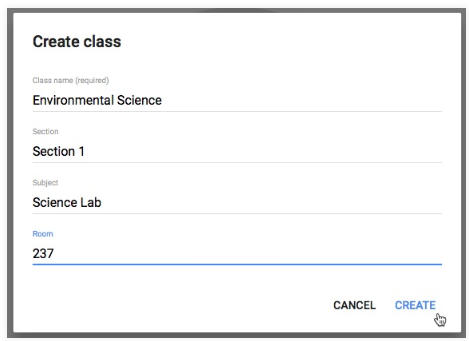 Create class
Class name (required)
Environmental Science
Section
Section 1
Subject
Science Lab
Room
237
CANCEL CREATE